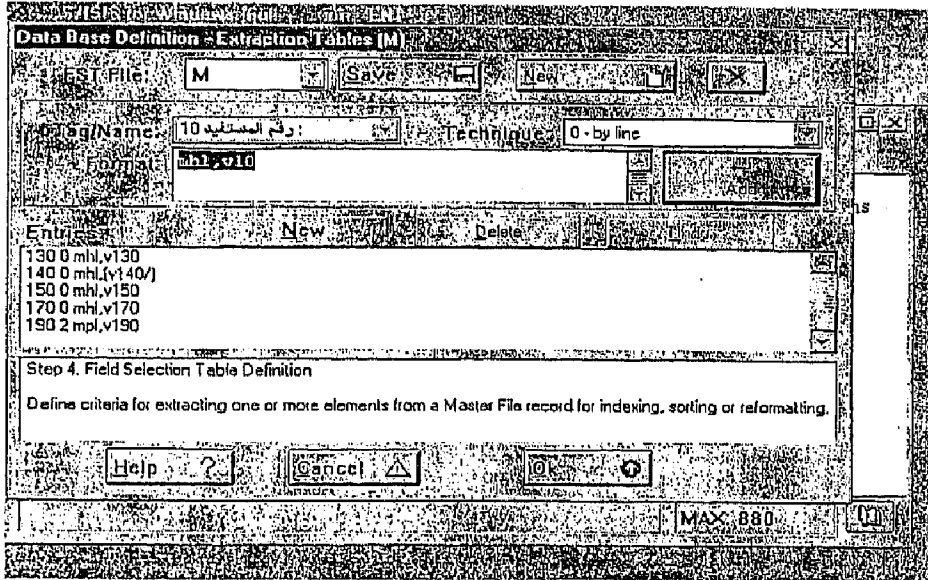 Data Base Definition - Extraction Tables [M]
FST File: M Save New
Tag/Name: رقم المستفيد 10: Technique: 0 - by line
Format: mhl,v10
Entries New Delete
130 0 mhl,v130
140 0 mhl,(v140/)
150 0 mhl,v150
170 0 mhl,v170
190 2 mpl,v190
Step 4. Field Selection Table Definition
Define criteria for extracting one or more elements from a Master File record for indexing, sorting or reformatting.
Help ? Cancel Ok
MAX 880